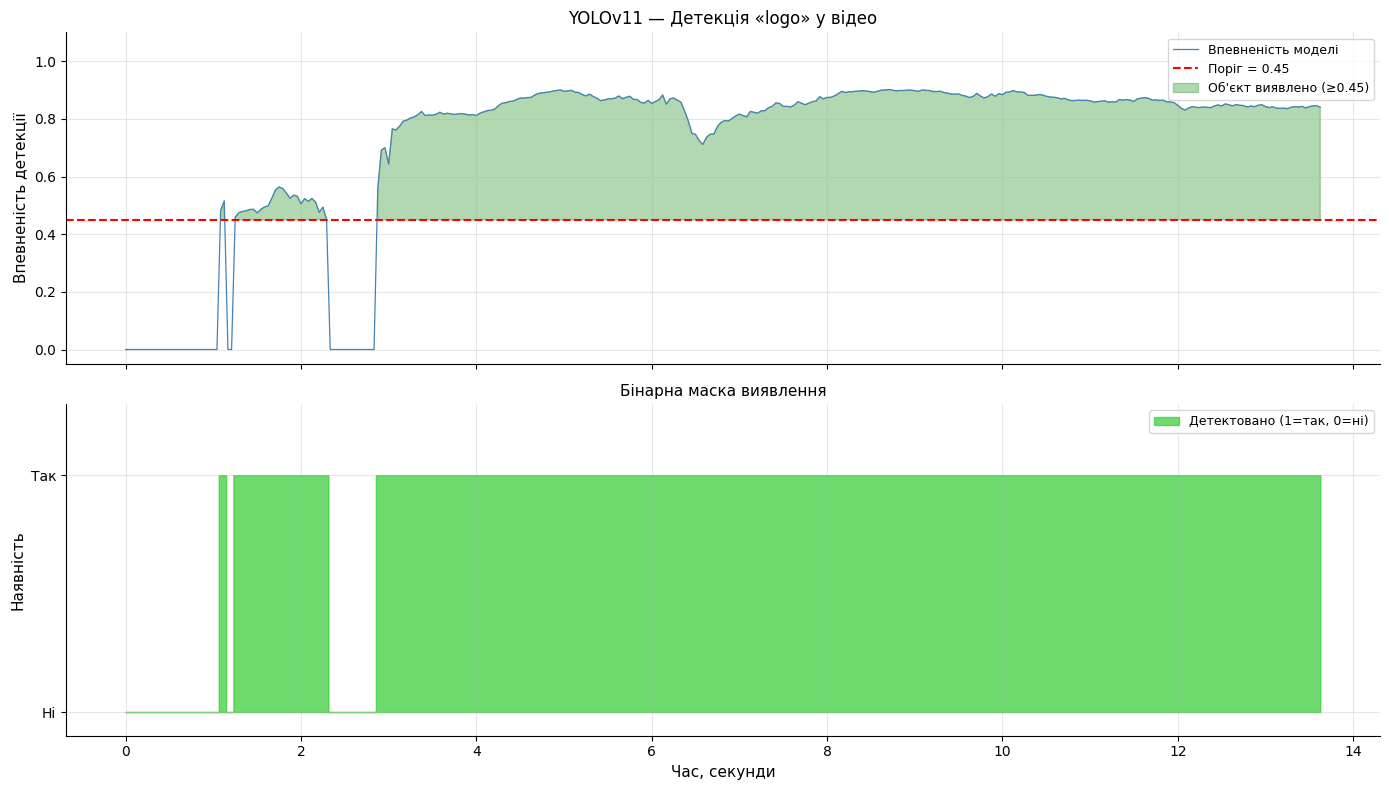 YOLOv11 — Детекція «logo» у відео
Впевненість детекції
1.0
0.8
0.6
0.4
0.2
0.0
Впевненість моделі
Поріг = 0.45
Об'єкт виявлено (≥0.45)
Бінарна маска виявлення
Наявність
Так
Ні
Детектовано (1=так, 0=ні)
0 2 4 6 8 10 12 14
Час, секунди